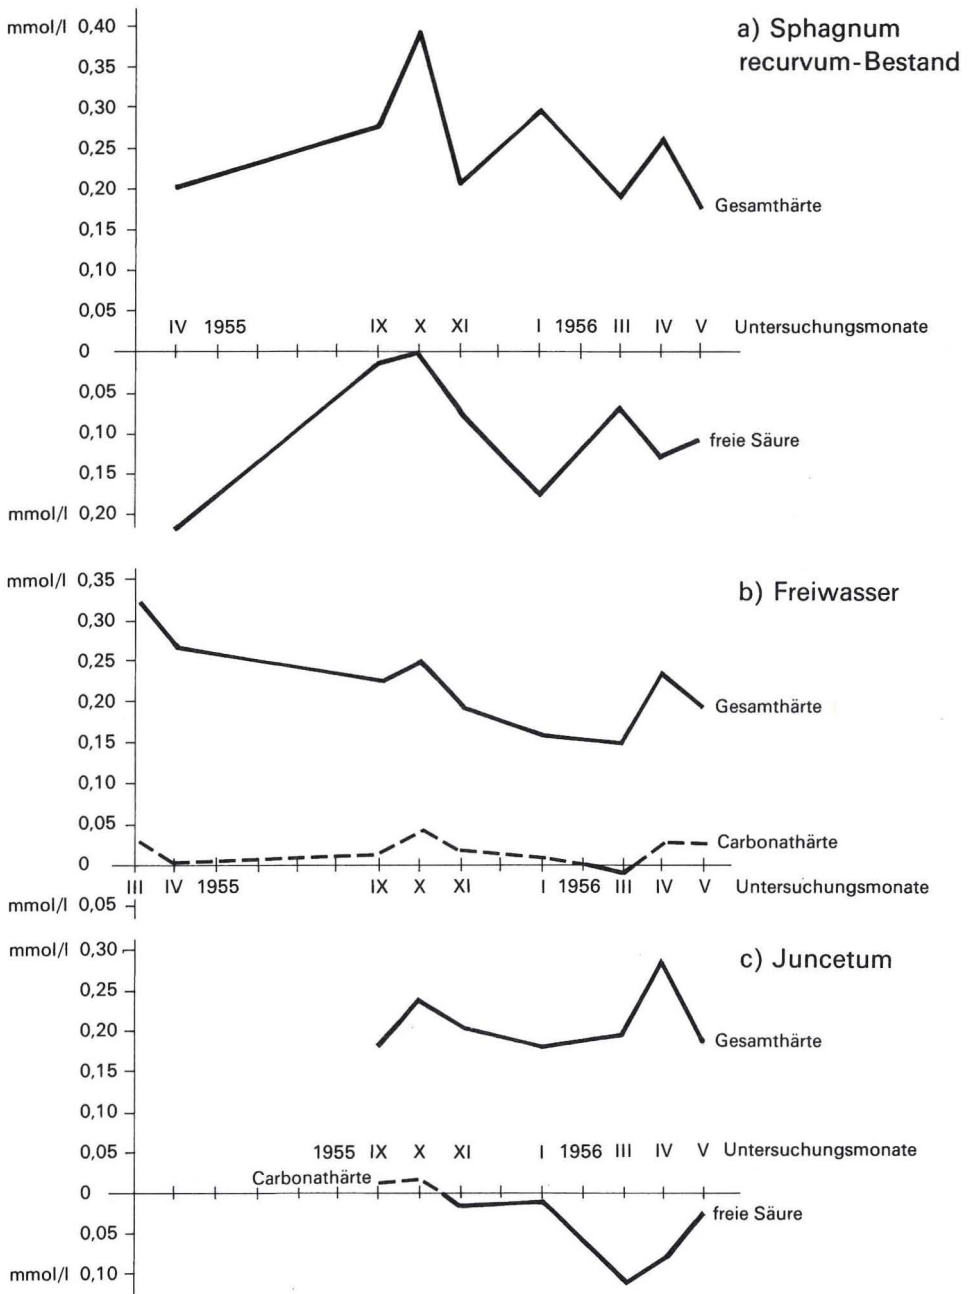 mmol/l 0,40
a) Sphagnum
recurvum-Bestand
0,35
0,30
0,25
0,20
Gesamthärte
0,15
0,10
0,05
IV 1955 IX X XI I 1956 III IV V Untersuchungsmonate
0
0,05
0,10
freie Säure
0,15
mmol/l 0,20
mmol/l 0,35
b) Freiwasser
0,30
0,25
0,20
Gesamthärte
0,15
0,10
0,05
Carbonathärte
0
III IV 1955 IX X XI I 1956 III IV V Untersuchungsmonate
mmol/l 0,05
mmol/l 0,30
c) Juncetum
0,25
0,20
Gesamthärte
0,15
0,10
0,05
1955 IX X XI I 1956 III IV V Untersuchungsmonate
Carbonathärte
0
freie Säure
0,05
mmol/l 0,10